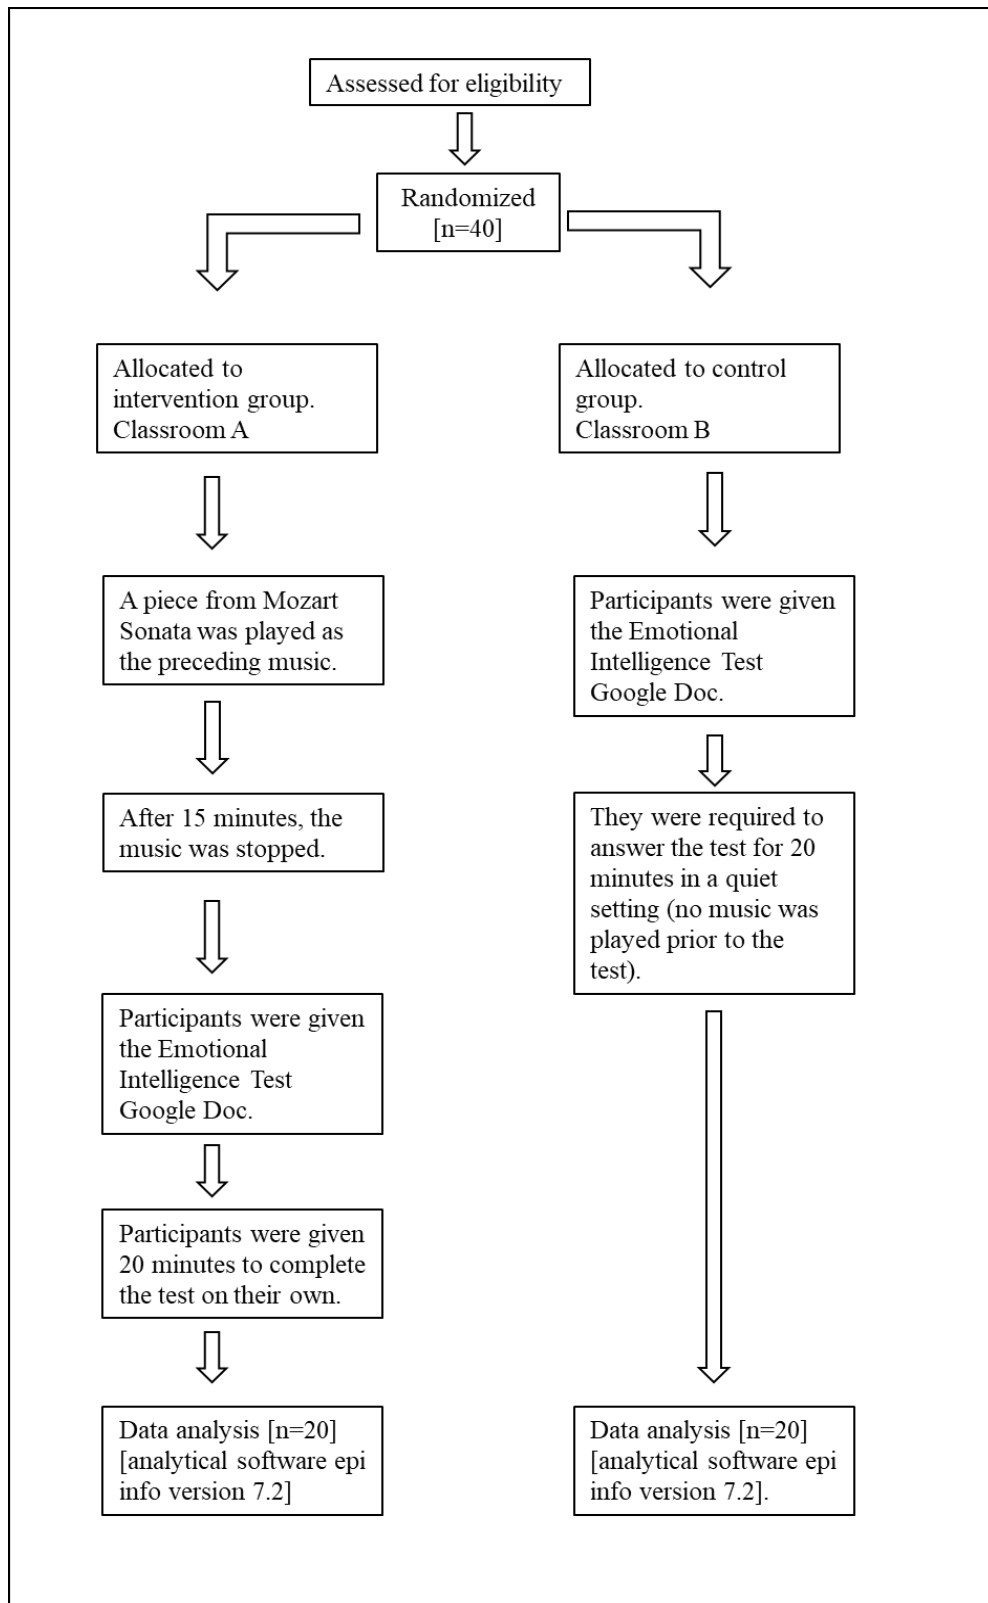 Assessed for eligibility
Randomized
[n=40]
Allocated to
intervention group.
Classroom A
A piece from Mozart
Sonata was played as
the preceding music.
After 15 minutes, the
music was stopped.
Participants were given
the Emotional
Intelligence Test
Google Doc.
Participants were given
20 minutes to complete
the test on their own.
Data analysis [n=20]
[analytical software epi
info version 7.2]
Allocated to control
group.
Classroom B
Participants were given
the Emotional
Intelligence Test
Google Doc.
They were required to
answer the test for 20
minutes in a quiet
setting (no music was
played prior to the
test).
Data analysis [n=20]
[analytical software epi
info version 7.2].